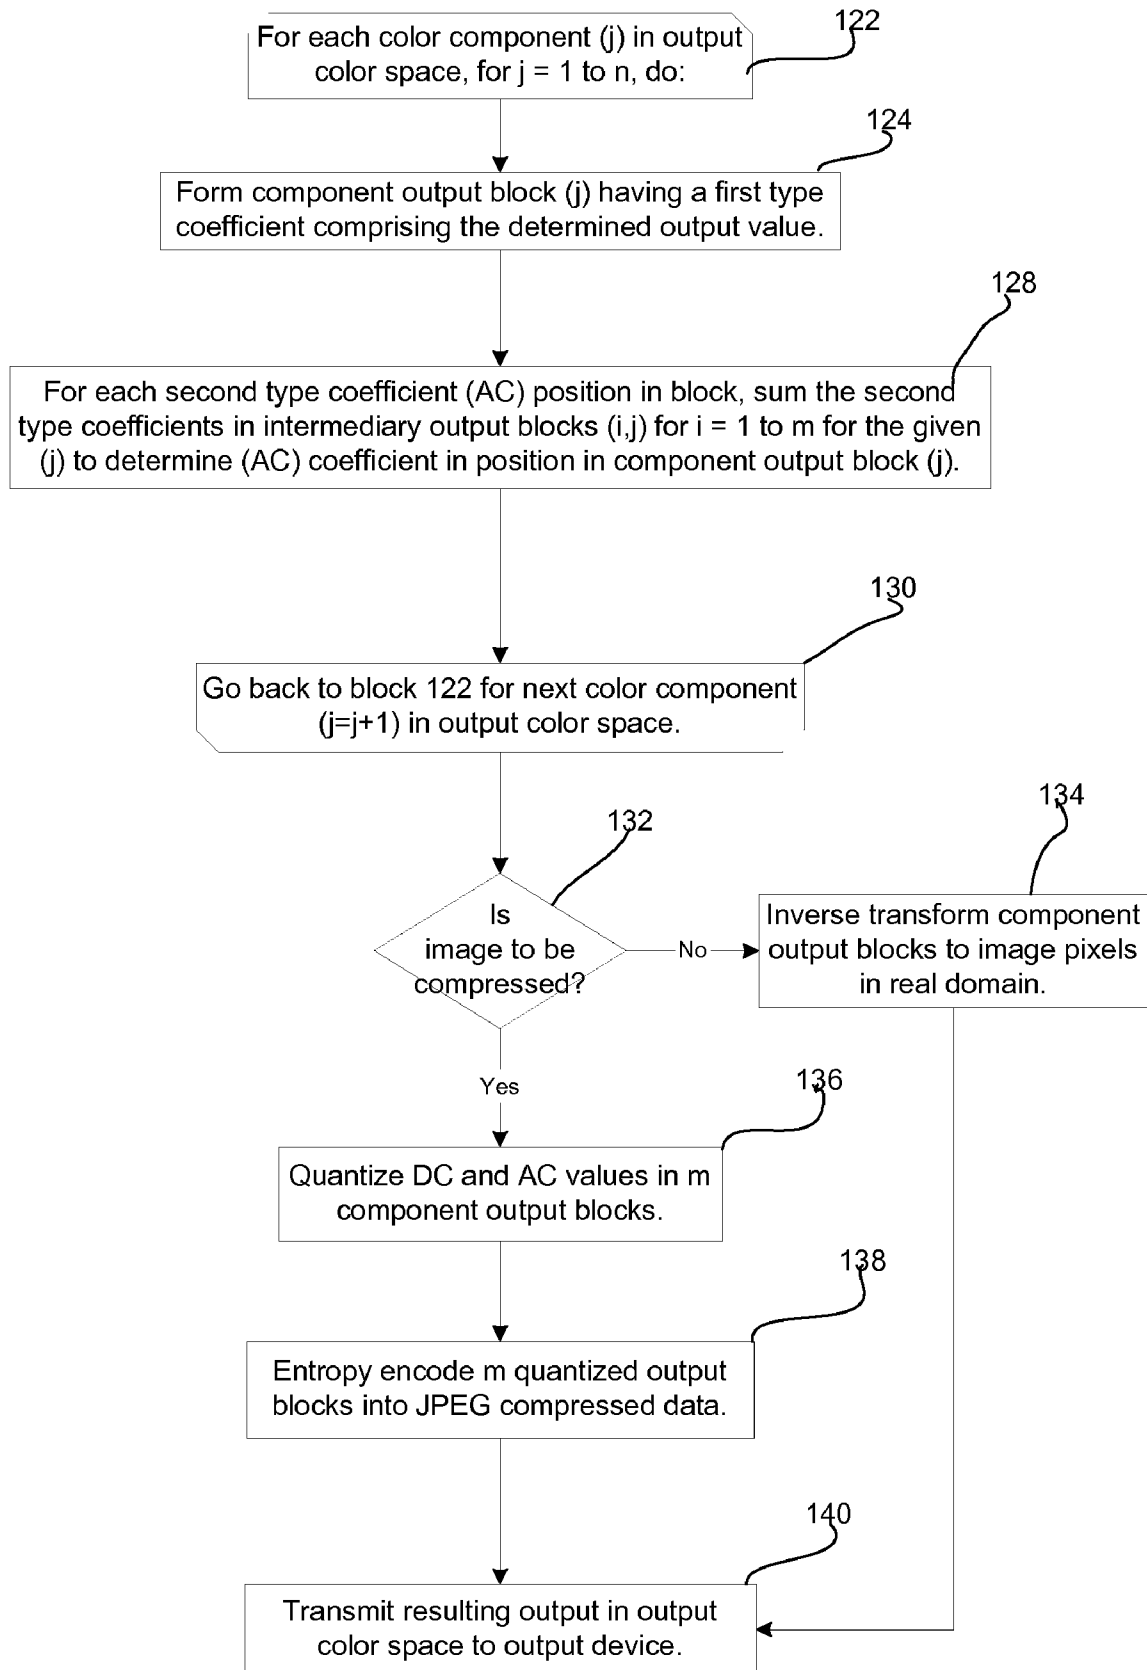 122
For each color component (j) in output
color space, for j = 1 to n, do:
124
Form component output block (j) having a first type
coefficient comprising the determined output value.
128
For each second type coefficient (AC) position in block, sum the second
type coefficients in intermediary output blocks (i,j) for i = 1 to m for the given
(j) to determine (AC) coefficient in position in component output block (j).
130
Go back to block 122 for next color component
(j=j+1) in output color space.
132
134
Is
image to be
compressed?
No
Inverse transform component
output blocks to image pixels
in real domain.
Yes
136
Quantize DC and AC values in m
component output blocks.
138
Entropy encode m quantized output
blocks into JPEG compressed data.
140
Transmit resulting output in output
color space to output device.